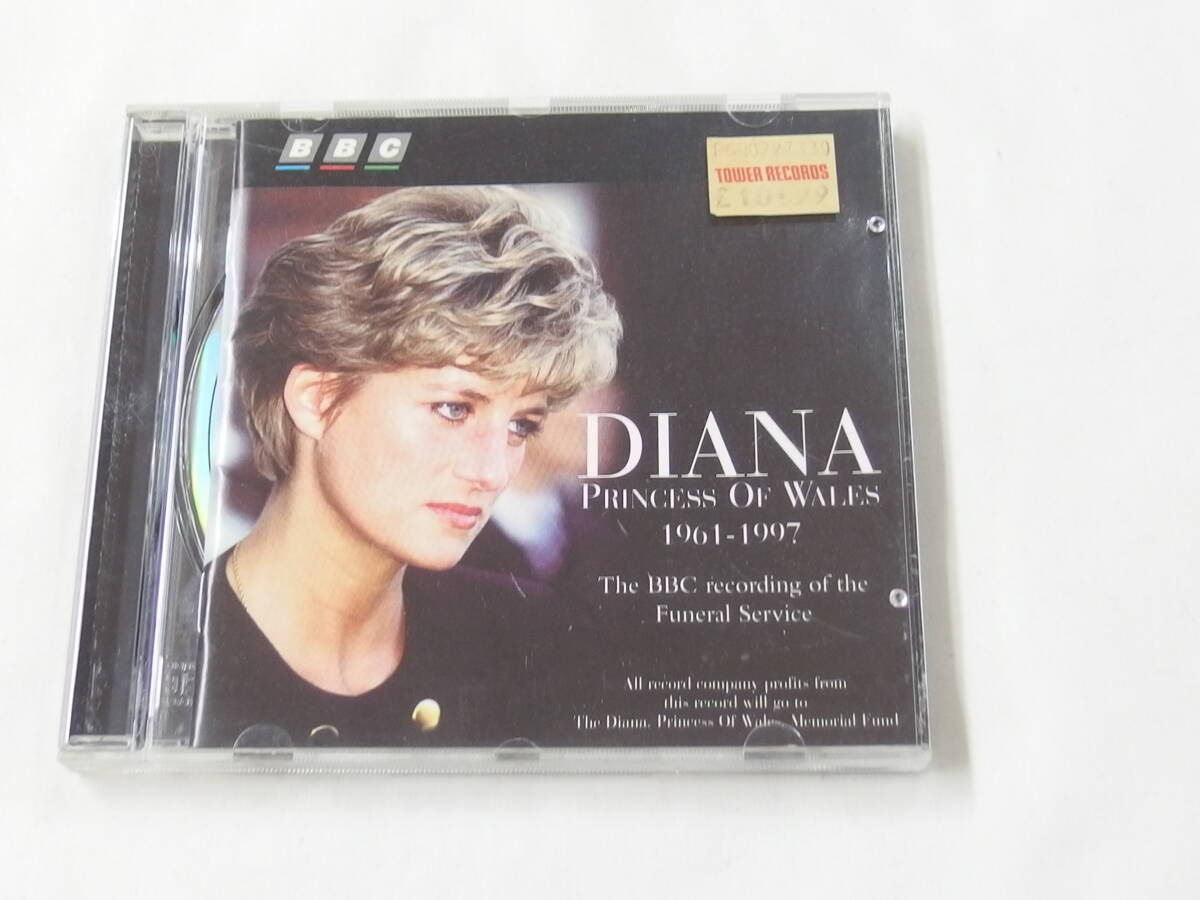 BBC
TOWER RECORDS
DIANA
PRINCESS OF WALES
1961-1997
The BBC recording of the
Funeral Service
All record company profits from
this record will go to
The Diana, Princess Of Wales, Memorial Fund